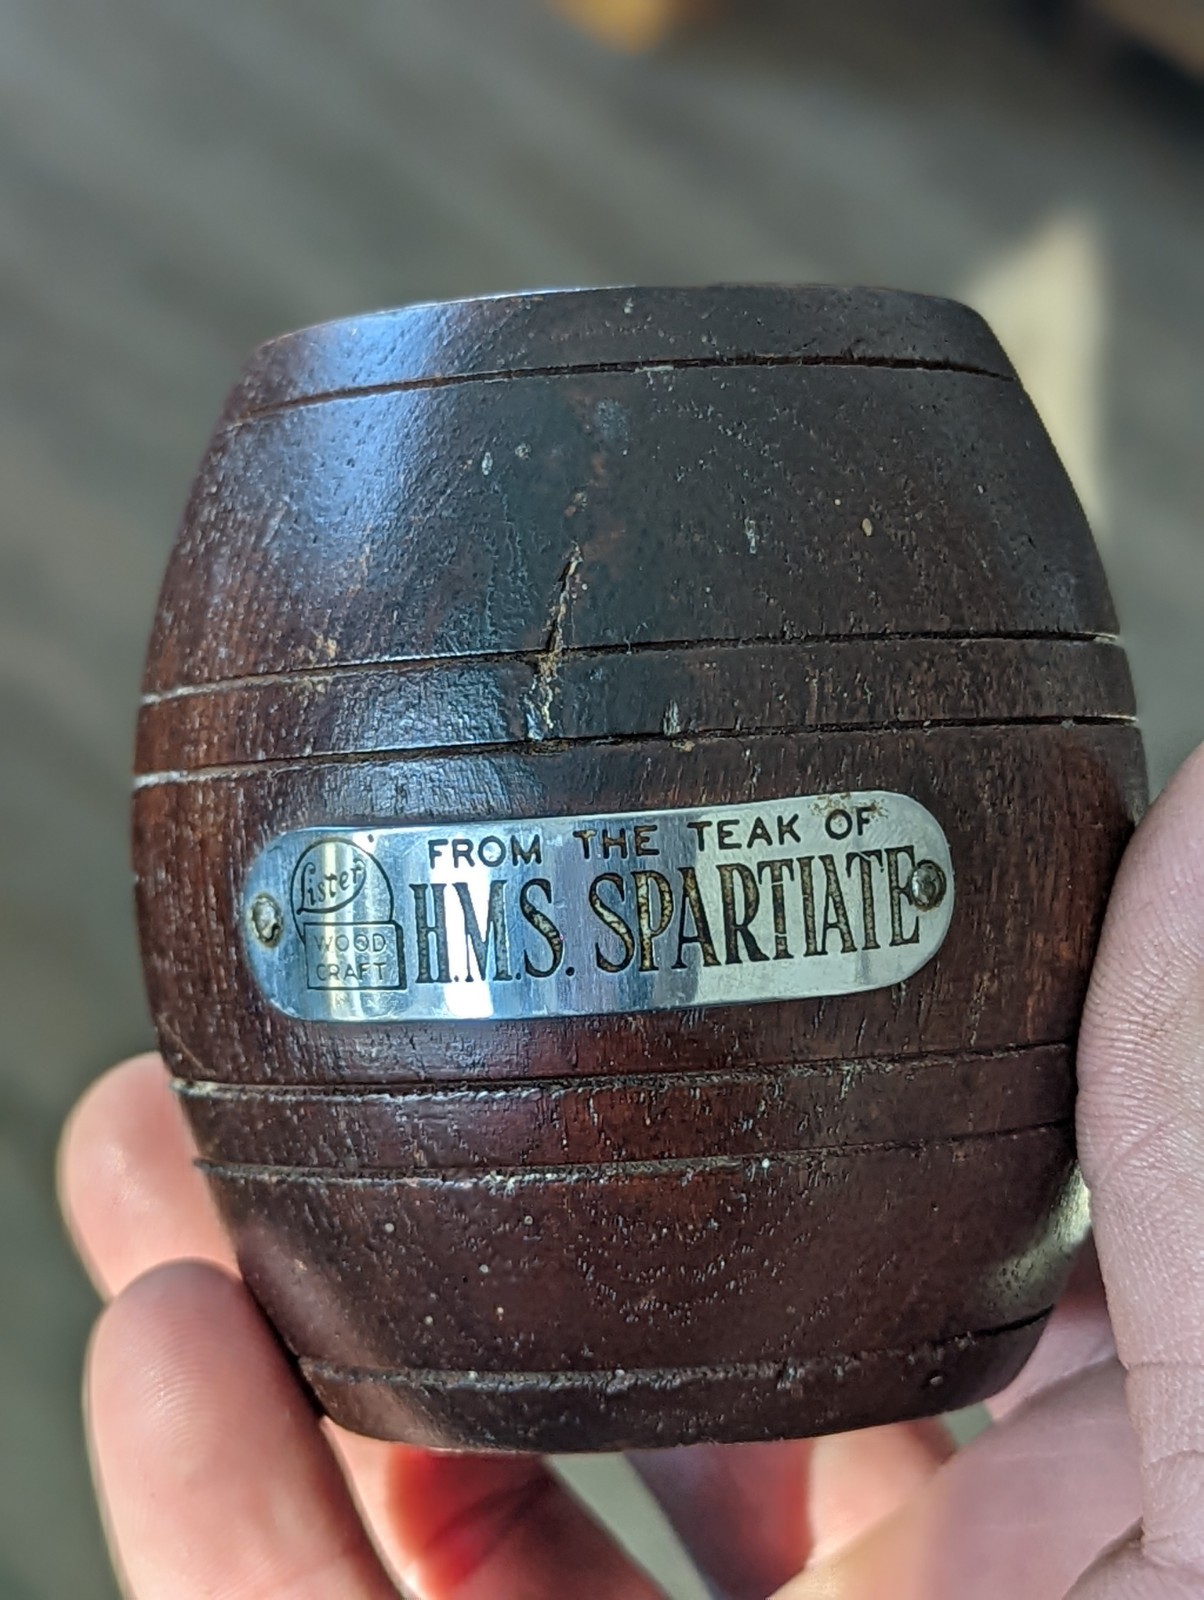 Lister
WOOD
CRAFT
FROM THE TEAK OF
H.M.S. SPARTIATE